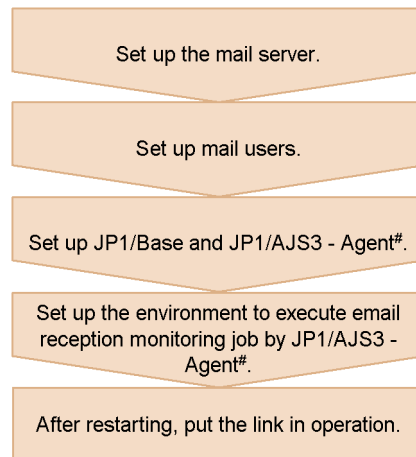 Set up the mail server.
Set up mail users.
Set up JP1/Base and JP1/AJS3 - Agent#.
Set up the environment to execute email
reception monitoring job by JP1/AJS3 -
Agent#.
After restarting, put the link in operation.